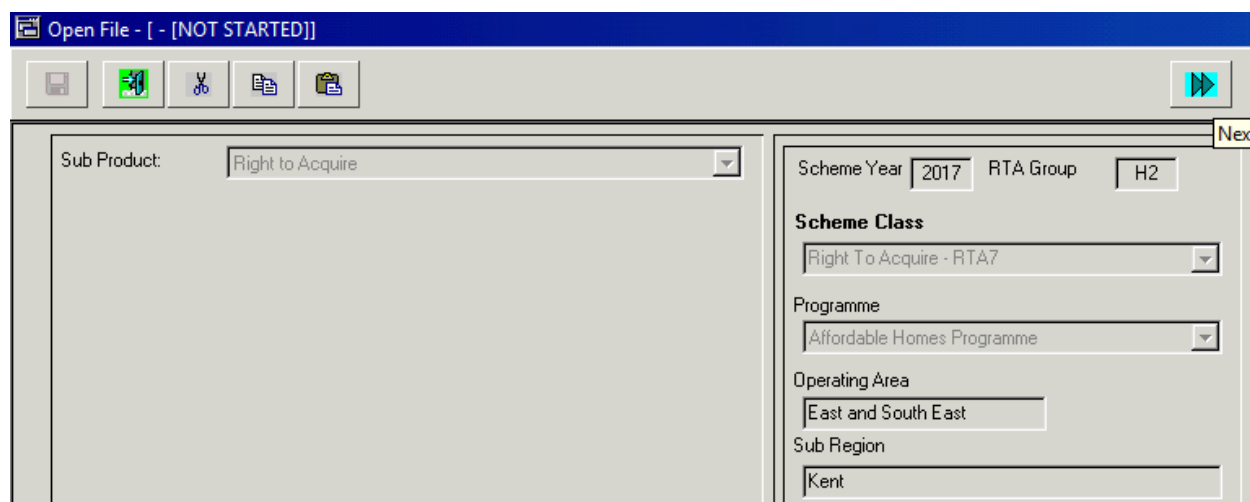 Open File - [ - [NOT STARTED]]
Nex
Sub Product: Right to Acquire
Scheme Year 2017 RTA Group H2
Scheme Class
Right To Acquire - RTA7
Programme
Affordable Homes Programme
Operating Area
East and South East
Sub Region
Kent